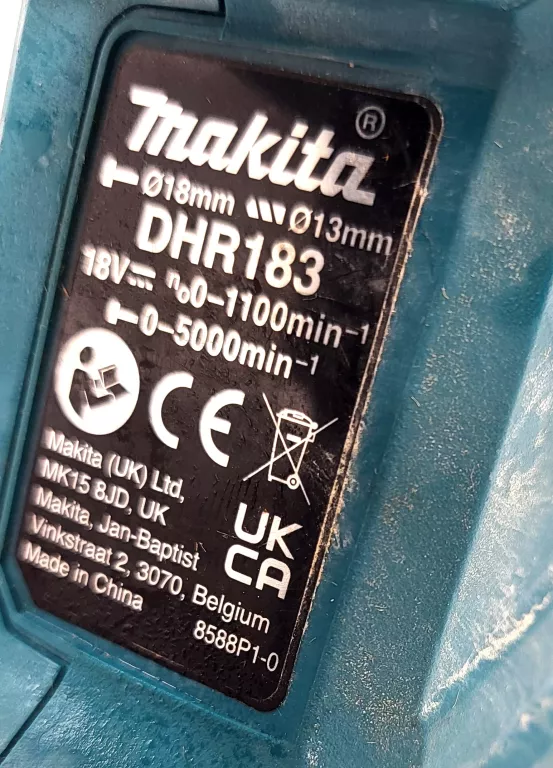 makita®
Ø18mm Ø13mm
DHR183
18V⎓ n₀0–1100min⁻¹
0–5000min⁻¹
CE
Makita (UK) Ltd,
MK15 8JD, UK
Makita, Jan-Baptist
Vinkstraat 2, 3070, Belgium
Made in China
UK
CA
8588P1-0